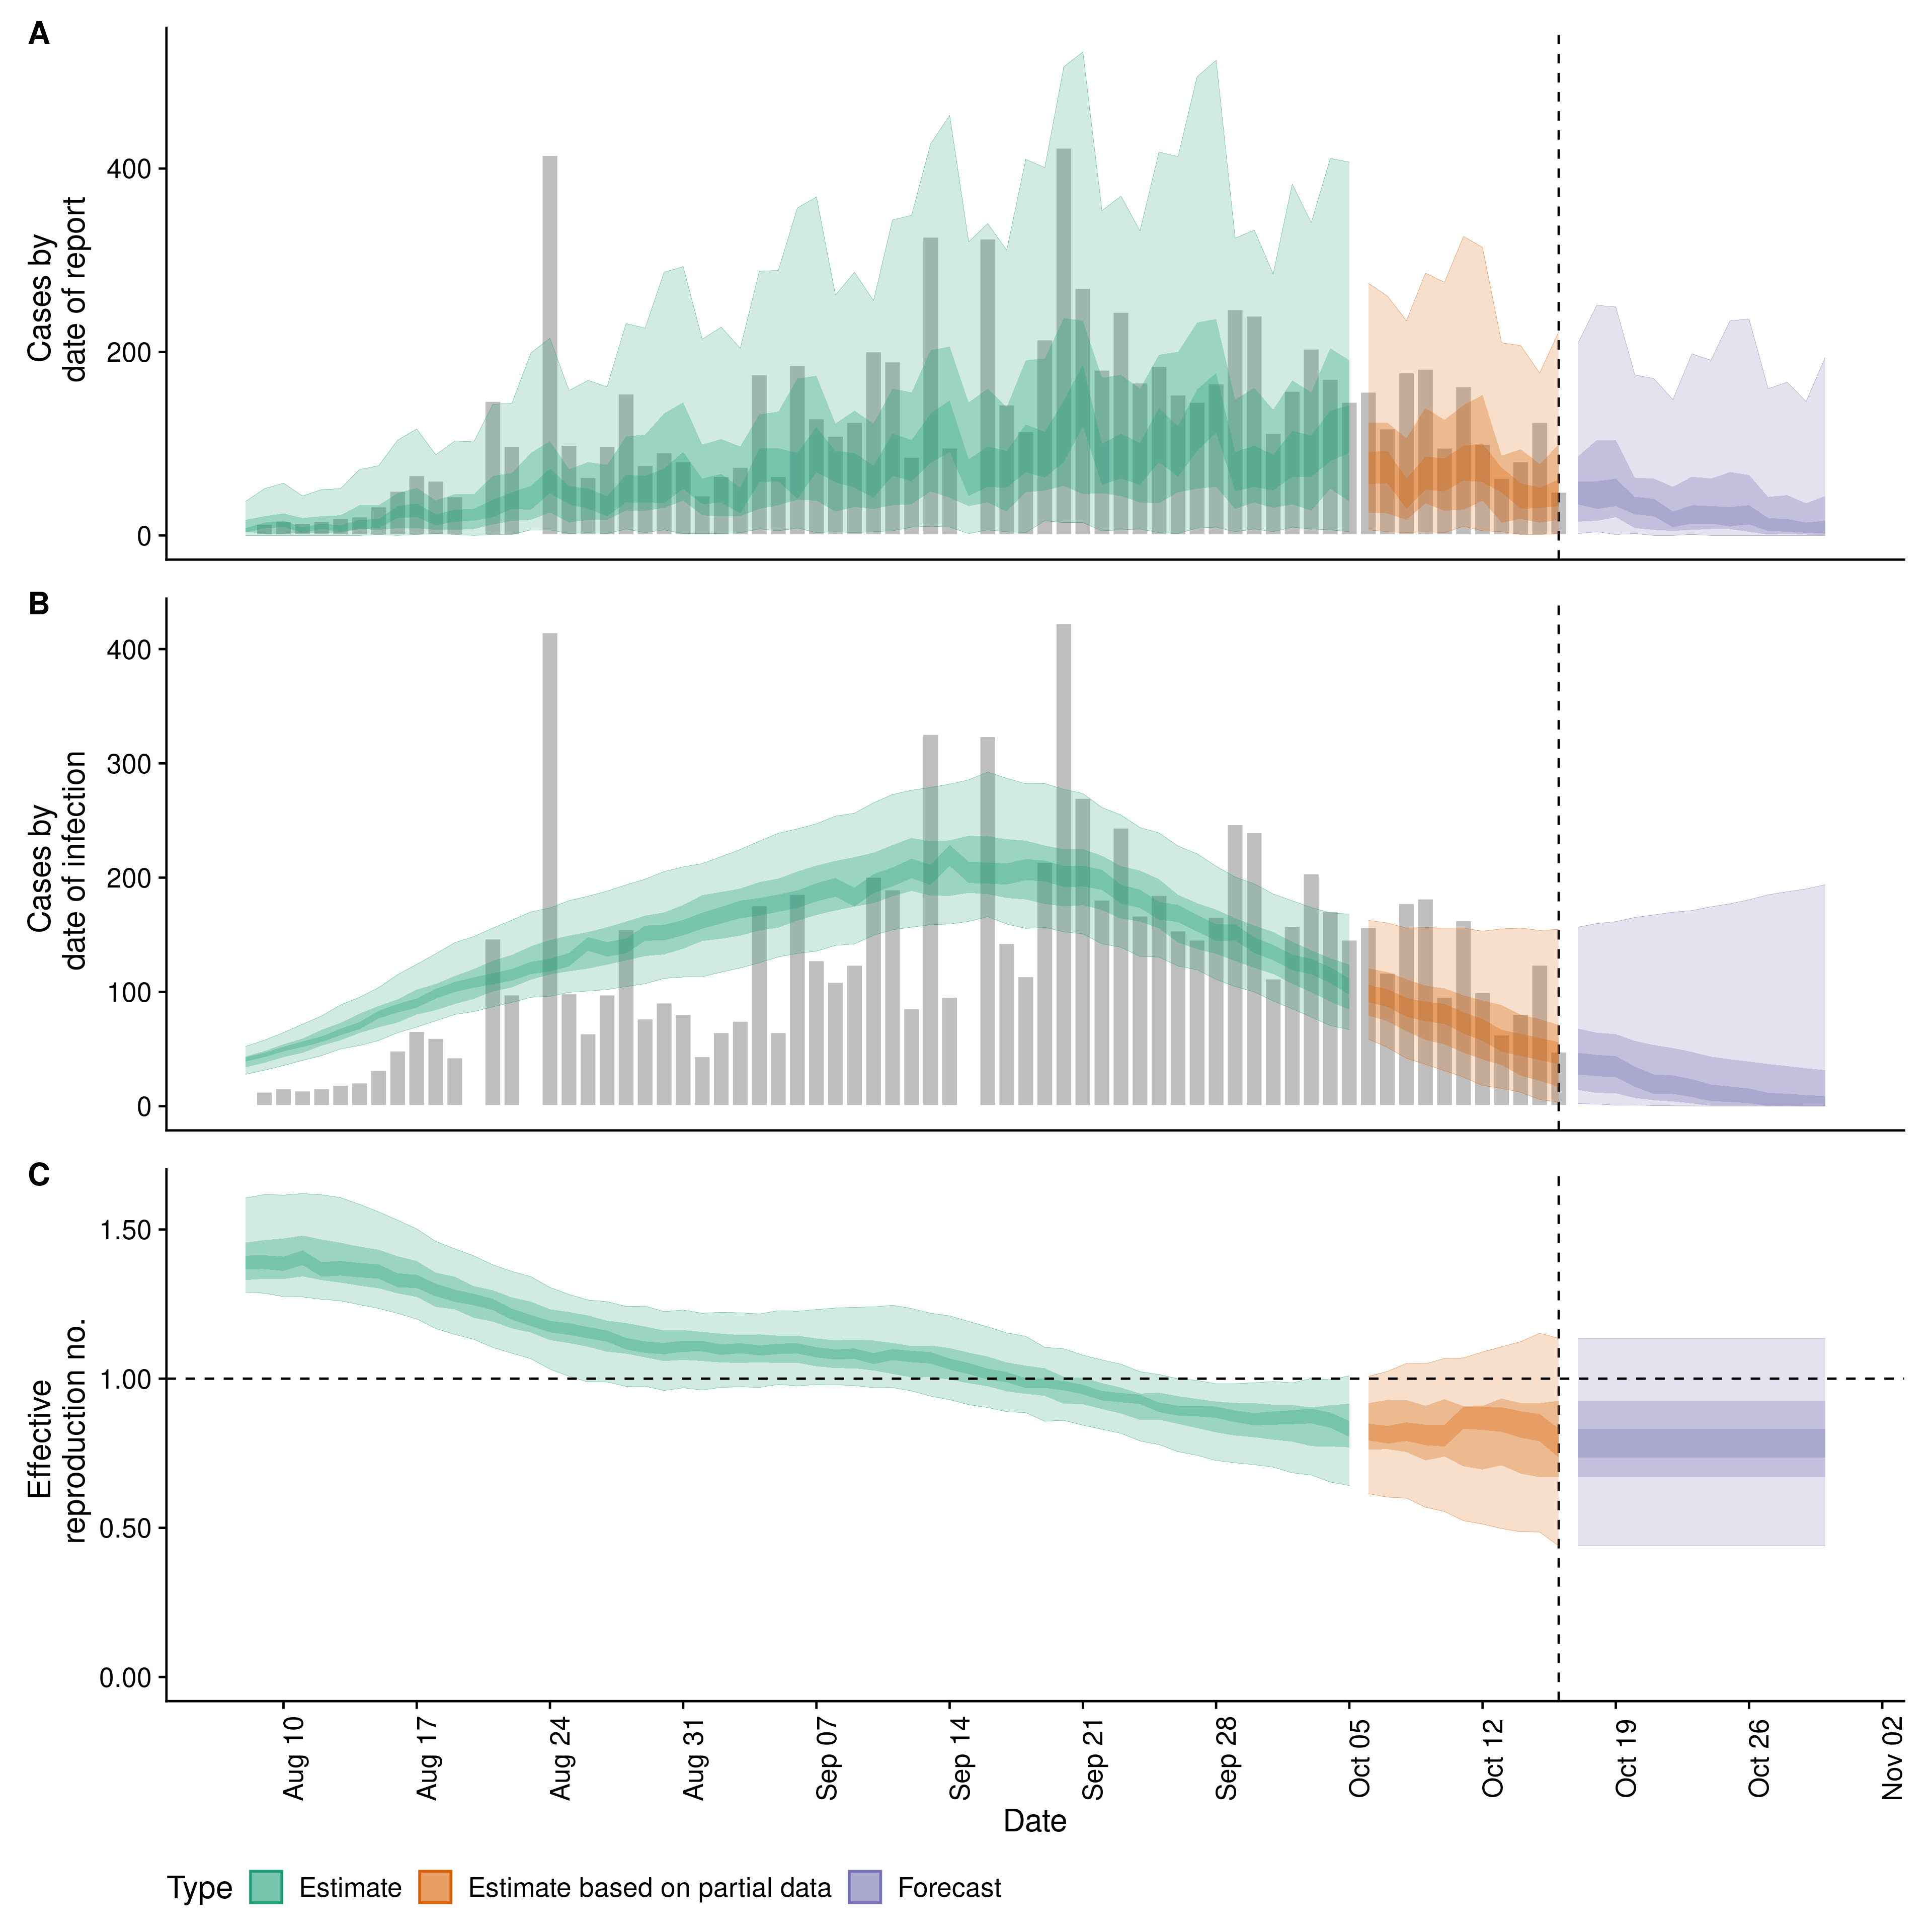 A
Cases by
date of report
400
200
0
B
Cases by
date of infection
400
300
200
100
0
C
Effective
reproduction no.
1.50
1.00
0.50
0.00
Aug 10
Aug 17
Aug 24
Aug 31
Sep 07
Sep 14
Sep 21
Sep 28
Oct 05
Oct 12
Oct 19
Oct 26
Nov 02
Date
Type Estimate Estimate based on partial data Forecast